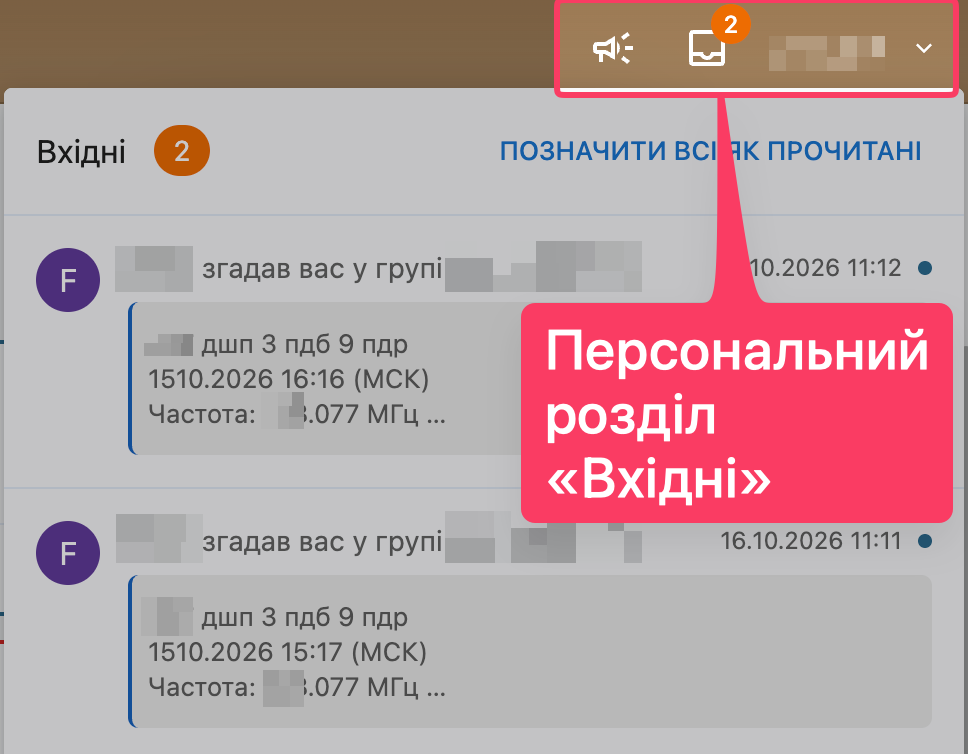 2
Вхідні 2 ПОЗНАЧИТИ ВСІ ЯК ПРОЧИТАНІ
F згадав вас у групі 10.2026 11:12
дшп 3 пдб 9 пдр
1510.2026 16:16 (МСК)
Частота: .077 МГц ...
Персональний
розділ
«Вхідні»
F згадав вас у групі 16.10.2026 11:11
дшп 3 пдб 9 пдр
1510.2026 15:17 (МСК)
Частота: .077 МГц ...